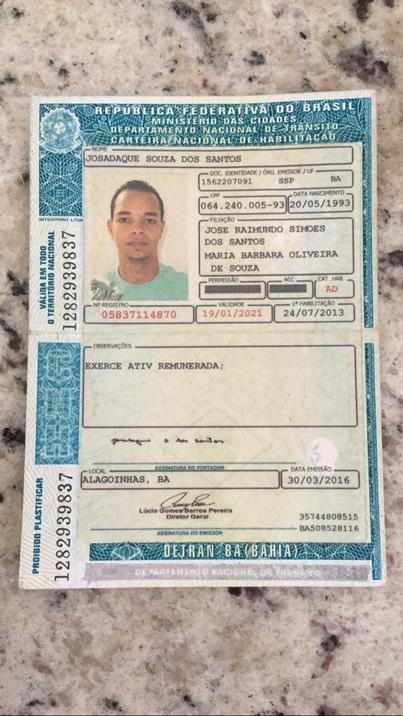 REPÚBLICA FEDERATIVA DO BRASIL
MINISTÉRIO DAS CIDADES
DEPARTAMENTO NACIONAL DE TRÂNSITO
CARTEIRA NACIONAL DE HABILITAÇÃO
NOME
JOSADAQUE SOUZA DOS SANTOS
DOC. IDENTIDADE / ÓRG. EMISSOR / UF
1562207091 SSP BA
CPF DATA NASCIMENTO
064.240.005-93 20/05/1993
FILIAÇÃO
JOSE RAIMUNDO SIMOES
DOS SANTOS
MARIA BARBARA OLIVEIRA
DE SOUZA
PERMISSÃO ACC CAT. HAB.
AD
Nº REGISTRO VALIDADE 1ª HABILITAÇÃO
05837114870 19/01/2021 24/07/2013
INTERPRINT LTDA
VÁLIDA EM TODO
O TERRITÓRIO NACIONAL
1282939837
OBSERVAÇÕES
EXERCE ATIV REMUNERADA;
ASSINATURA DO PORTADOR
LOCAL DATA EMISSÃO
ALAGOINHAS, BA 30/03/2016
Lúcio Gomes Barros Pereira
Diretor Geral
35744808515
BA508528116
ASSINATURA DO EMISSOR
PROIBIDO PLASTIFICAR
1282939837
DETRAN BA (BAHIA)